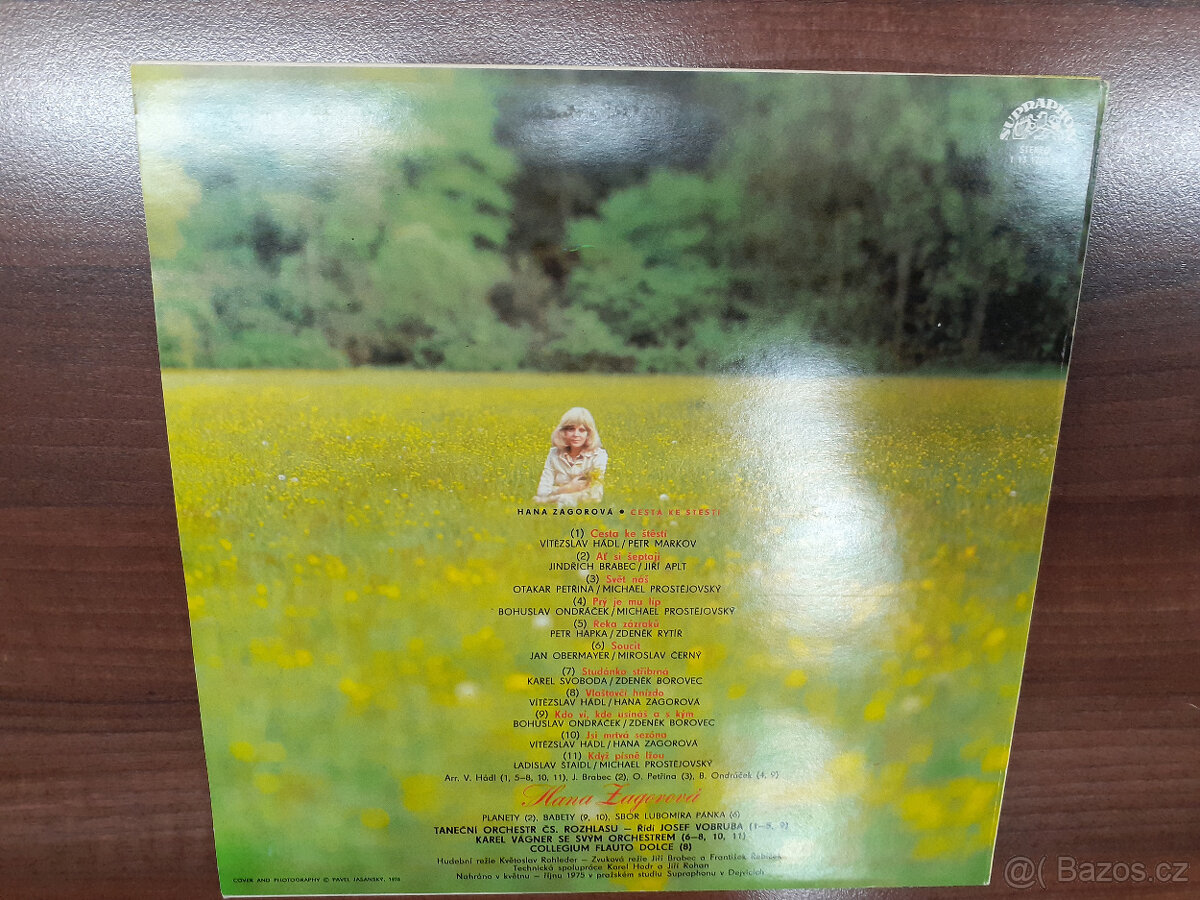 SUPRAPHON
STEREO
HANA ZAGOROVÁ • CESTA KE ŠTĚSTÍ
(1) Cesta ke štěstí
VÍTĚZSLAV HÁDL/PETR MARKOV
(2) Ať si šeptají
JINDŘICH BRABEC/JIŘÍ APLT
(3) Svět náš
OTAKAR PETŘINA/MICHAEL PROSTĚJOVSKÝ
(4) Prý je mu líp
BOHUSLAV ONDRÁČEK/MICHAEL PROSTĚJOVSKÝ
(5) Řeka zázraků
PETR HAPKA/ZDENĚK RYTÍŘ
(6) Soucit
JAN OBERMAYER/MIROSLAV ČERNÝ
(7) Studánka stříbrná
KAREL SVOBODA/ZDENĚK BOROVEC
(8) Vlaštovčí hnízdo
VÍTĚZSLAV HÁDL/HANA ZAGOROVÁ
(9) Kdo ví, kde usínáš a s kým
BOHUSLAV ONDRÁČEK/ZDENĚK BOROVEC
(10) Jsi mrtvá sezóna
VÍTĚZSLAV HÁDL/HANA ZAGOROVÁ
(11) Když písně lžou
LADISLAV ŠTAIDL/MICHAEL PROSTĚJOVSKÝ
Arr. V. Hádl (1, 5–8, 10, 11), J. Brabec (2), O. Petřina (3), B. Ondráček (4, 9)
Hana Zagorová
PLANETY (2), BABETY (9, 10), SBOR LUBOMÍRA PÁNKA (6)
TANEČNÍ ORCHESTR ČS. ROZHLASU – Řídí JOSEF VOBRUBA (1–5, 9)
KAREL VÁGNER SE SVÝM ORCHESTREM (6–8, 10, 11)
COLLEGIUM FLAUTO DOLCE (8)
Hudební režie Květoslav Rohleder – Zvuková režie Jiří Brabec a František Řebíček
Technická spolupráce Karel Hodr a Jiří Rohan
Nahráno v květnu – říjnu 1975 v pražském studiu Supraphonu v Dejvicích
COVER AND PHOTOGRAPHY © PAVEL JASANSKÝ, 1976
@( Bazos.cz